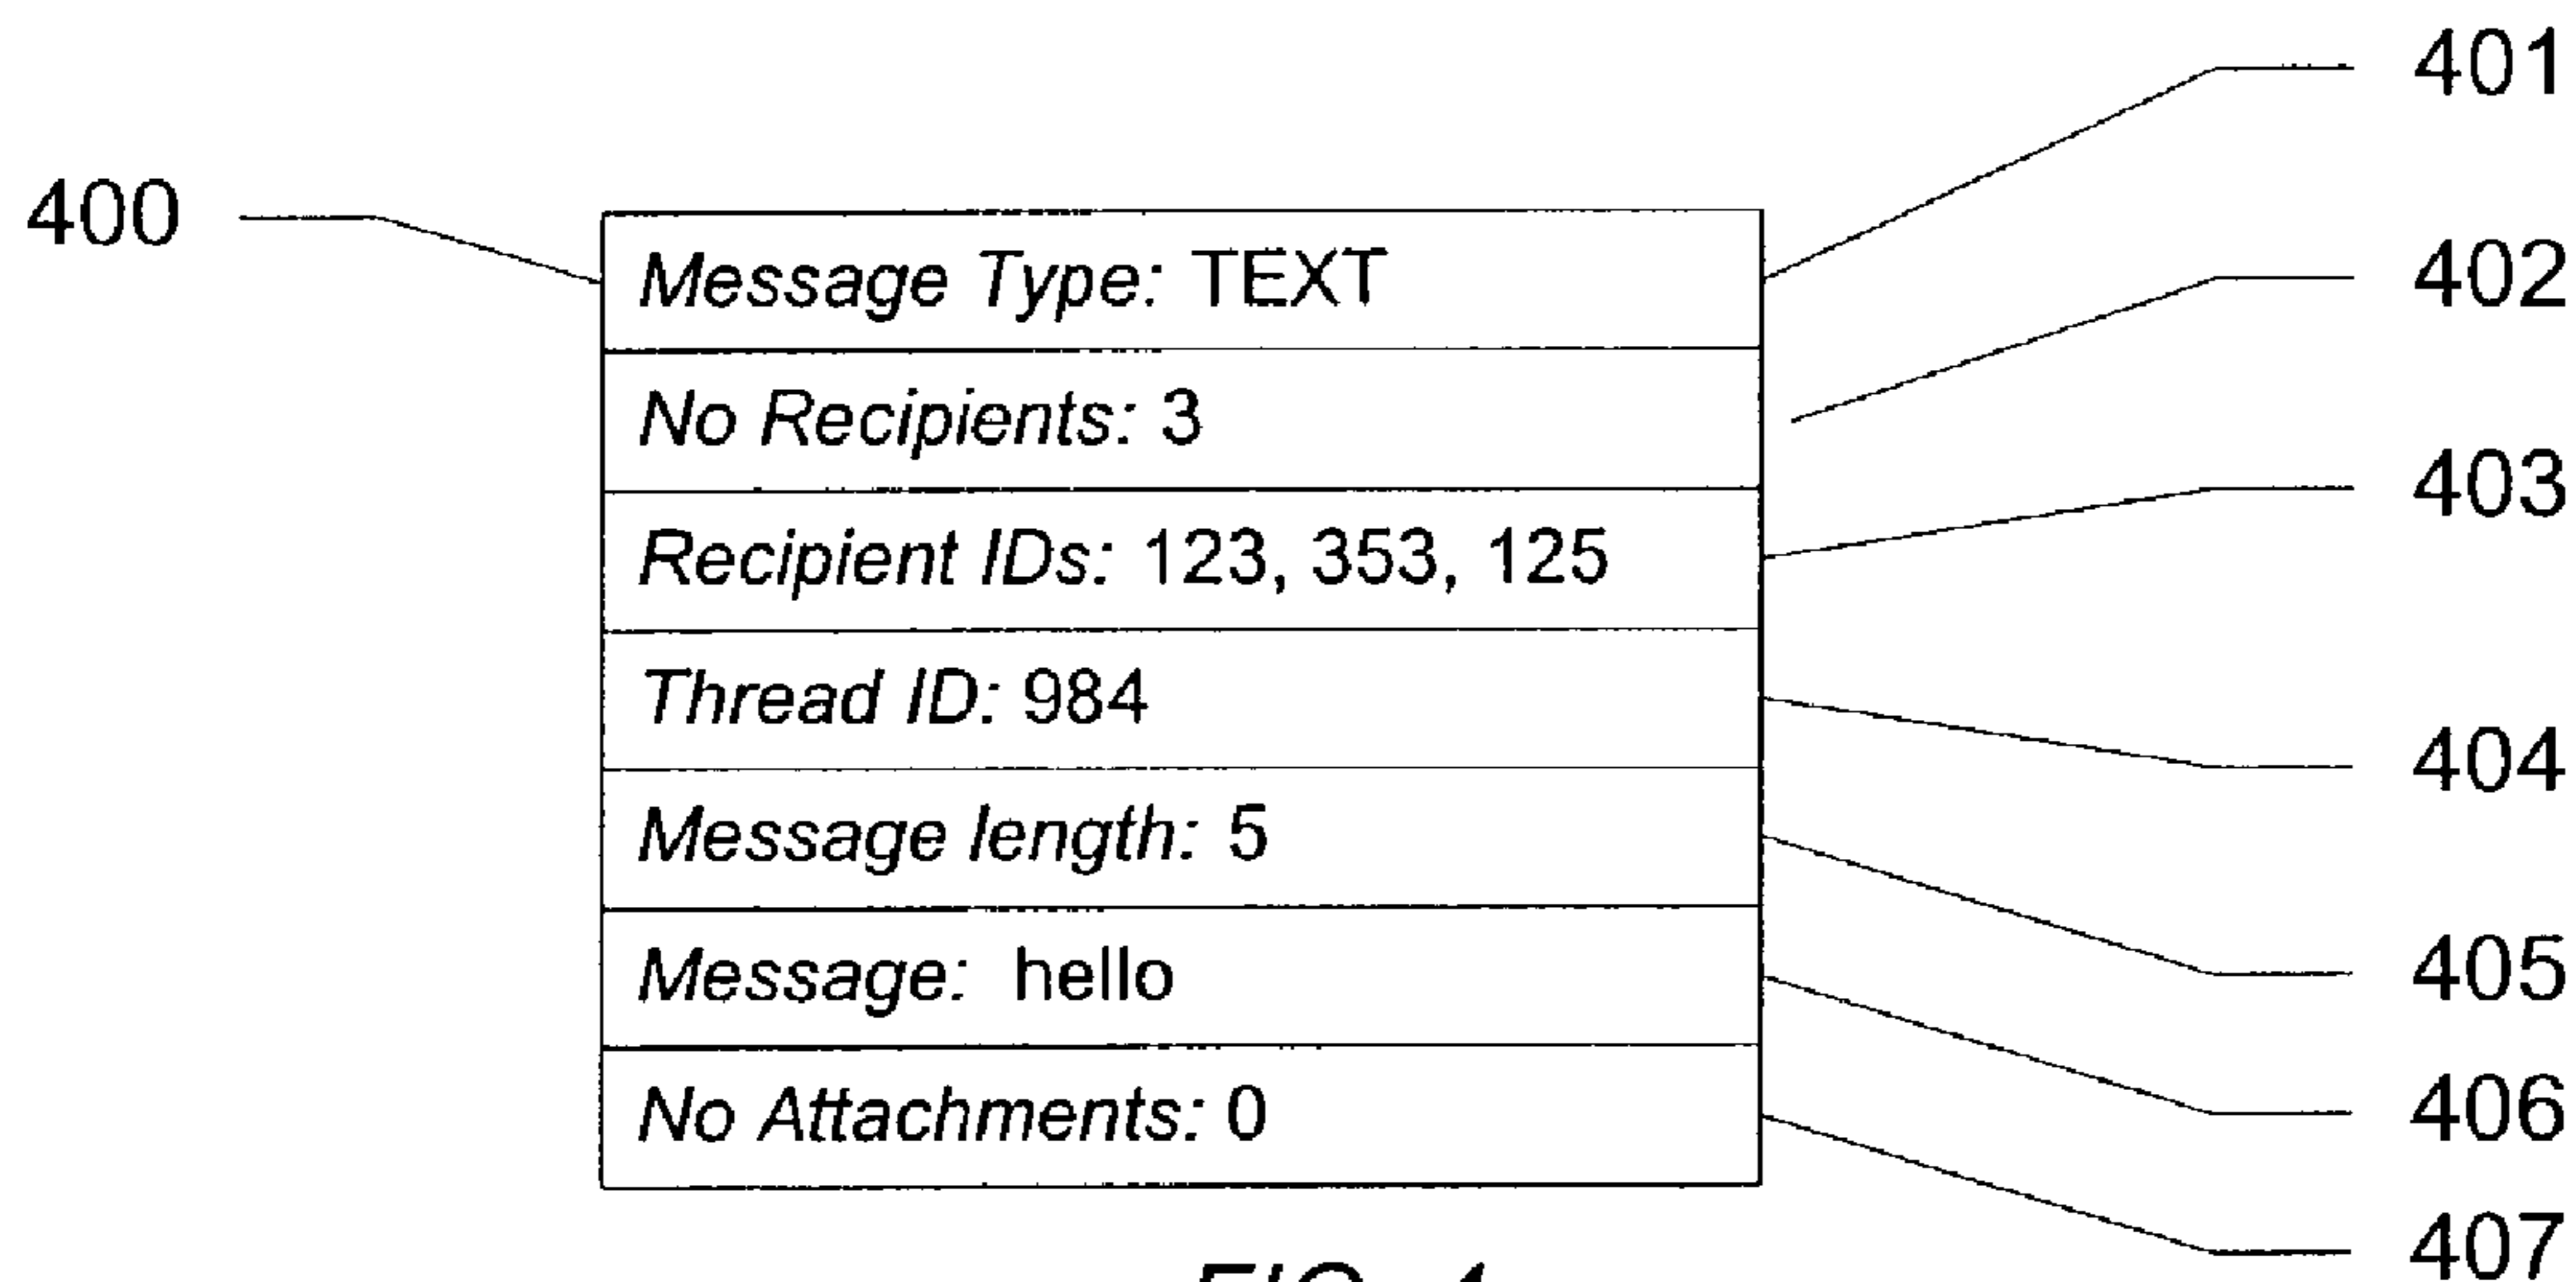 401
400
Message Type: TEXT
402
No Recipients: 3
403
Recipient IDs: 123, 353, 125
Thread ID: 984
404
Message length: 5
405
Message: hello
406
No Attachments: 0
407